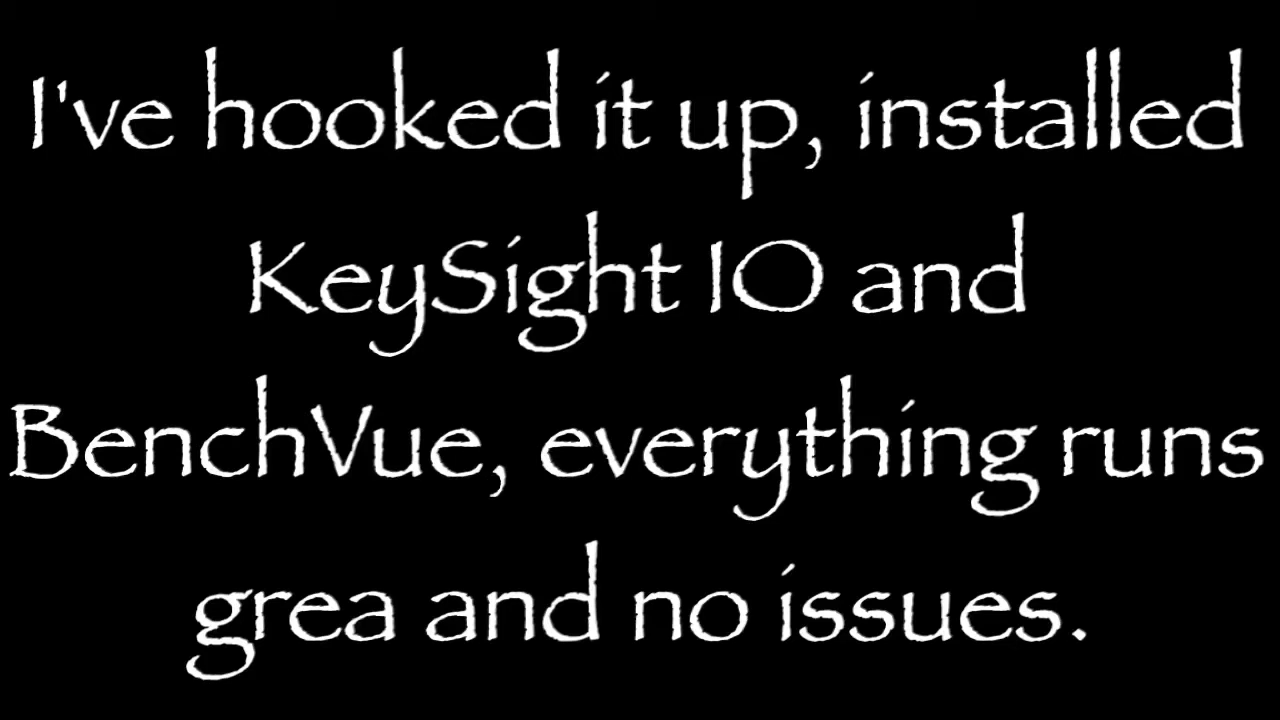 I've hooked it up, installed
KeySight IO and
BenchVue, everything runs
grea and no issues.